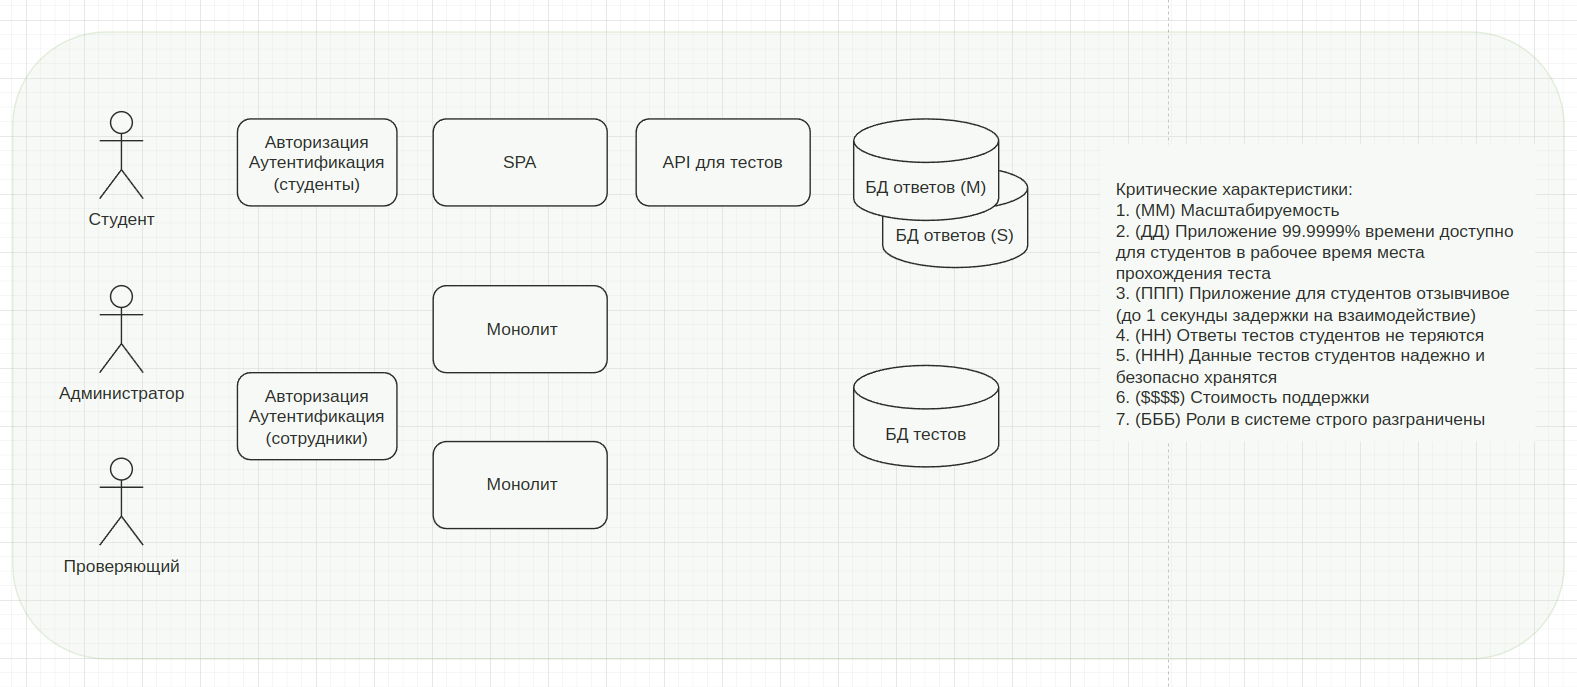 Авторизация
Аутентификация
(студенты)
SPA
API для тестов
БД ответов (M)
БД ответов (S)
Студент
Монолит
Администратор
Авторизация
Аутентификация
(сотрудники)
БД тестов
Монолит
Проверяющий
Критические характеристики:
1. (ММ) Масштабируемость
2. (ДД) Приложение 99.9999% времени доступно
для студентов в рабочее время места
прохождения теста
3. (ППП) Приложение для студентов отзывчивое
(до 1 секунды задержки на взаимодействие)
4. (НН) Ответы тестов студентов не теряются
5. (ННН) Данные тестов студентов надежно и
безопасно хранятся
6. ($$$$) Стоимость поддержки
7. (БББ) Роли в системе строго разграничены